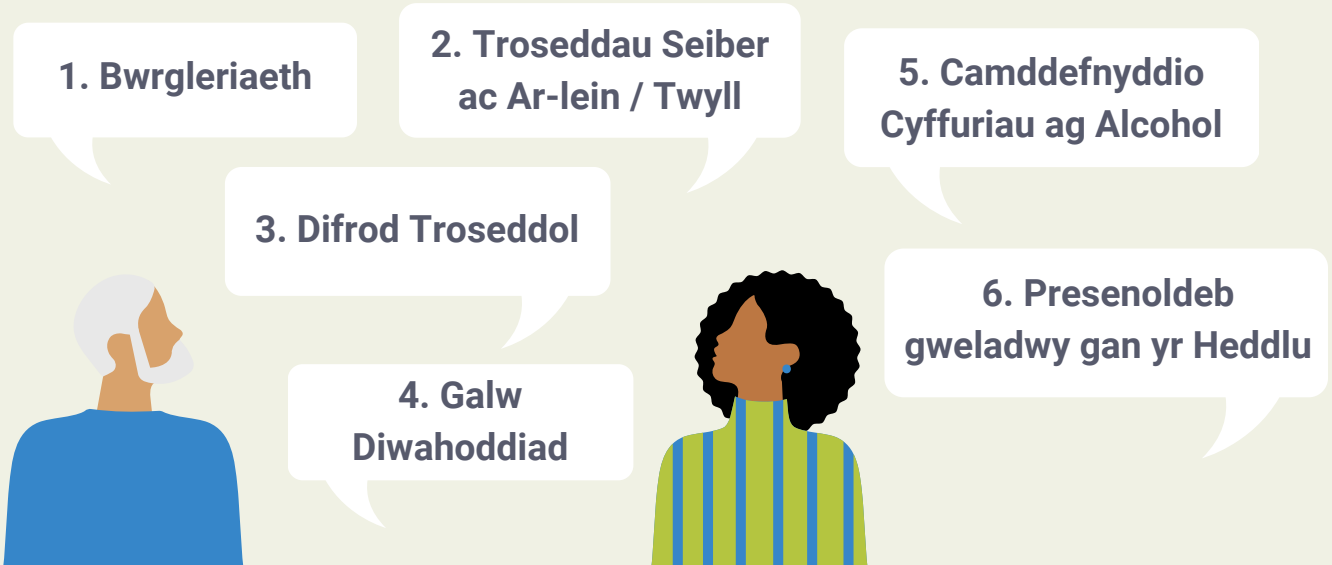 1. Bwrgleriaeth
2. Troseddau Seiber
ac Ar-lein / Twyll
3. Difrod Troseddol
4. Galw
Diwahoddiad
5. Camddefnyddio
Cyffuriau ag Alcohol
6. Presenoldeb
gweladwy gan yr Heddlu